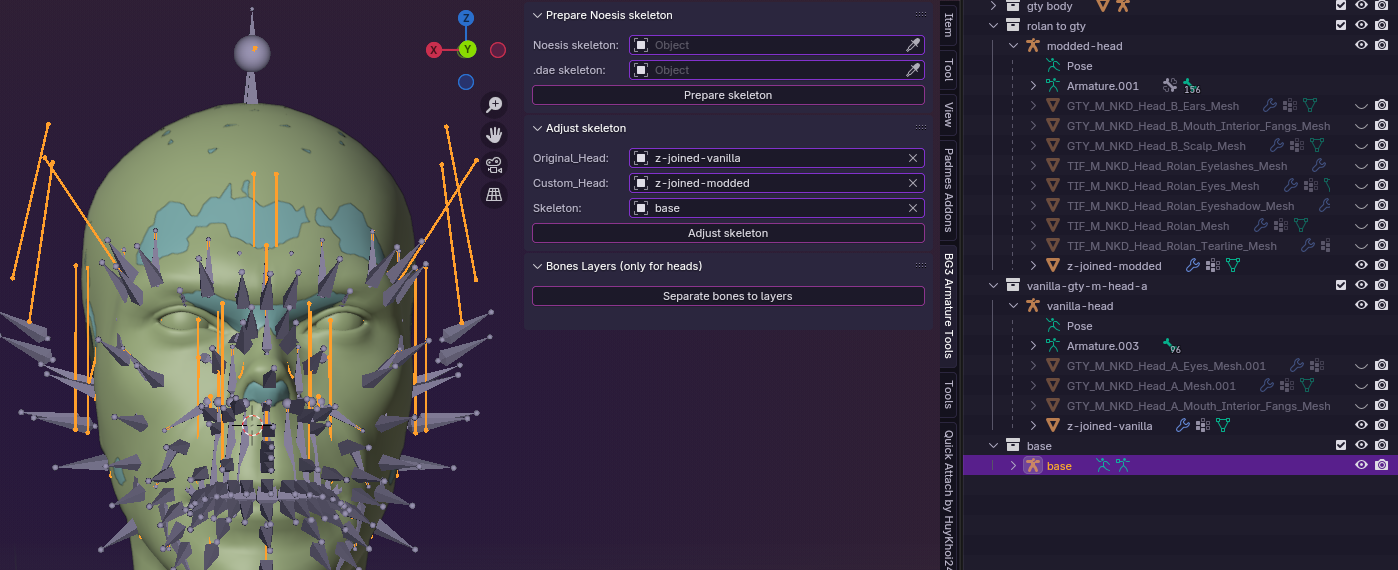 Z
X
Y
Prepare Noesis skeleton
Noesis skeleton:
Object
.dae skeleton:
Object
Prepare skeleton
Adjust skeleton
Original_Head:
z-joined-vanilla
Custom_Head:
z-joined-modded
Skeleton:
base
Adjust skeleton
Bones Layers (only for heads)
Separate bones to layers
Item
Tool
View
Padmes Addons
BG3 Armature Tools
Tools
Quick Attach by HuyKhoi24
gty body
rolan to gty
modded-head
Pose
Armature.001
156
GTY_M_NKD_Head_B_Ears_Mesh
GTY_M_NKD_Head_B_Mouth_Interior_Fangs_Mesh
GTY_M_NKD_Head_B_Scalp_Mesh
TIF_M_NKD_Head_Rolan_Eyelashes_Mesh
TIF_M_NKD_Head_Rolan_Eyes_Mesh
TIF_M_NKD_Head_Rolan_Eyeshadow_Mesh
TIF_M_NKD_Head_Rolan_Mesh
TIF_M_NKD_Head_Rolan_Tearline_Mesh
z-joined-modded
vanilla-gty-m-head-a
vanilla-head
Pose
Armature.003
96
GTY_M_NKD_Head_A_Eyes_Mesh.001
GTY_M_NKD_Head_A_Mesh.001
GTY_M_NKD_Head_A_Mouth_Interior_Fangs_Mesh
z-joined-vanilla
base
base